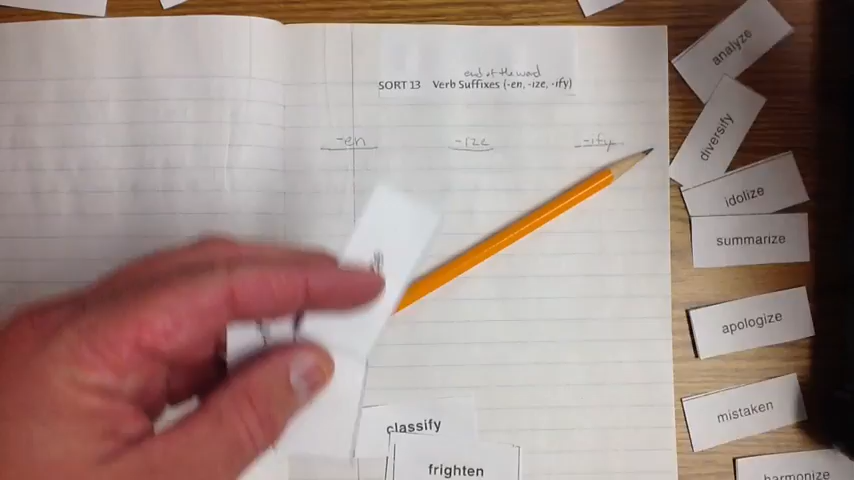 end of the word
SORT 13 Verb Suffixes (-en, -ize, -ify)
-en -ize -ify
analyze
diversify
idolize
summarize
apologize
mistaken
harmonize
classify
frighten